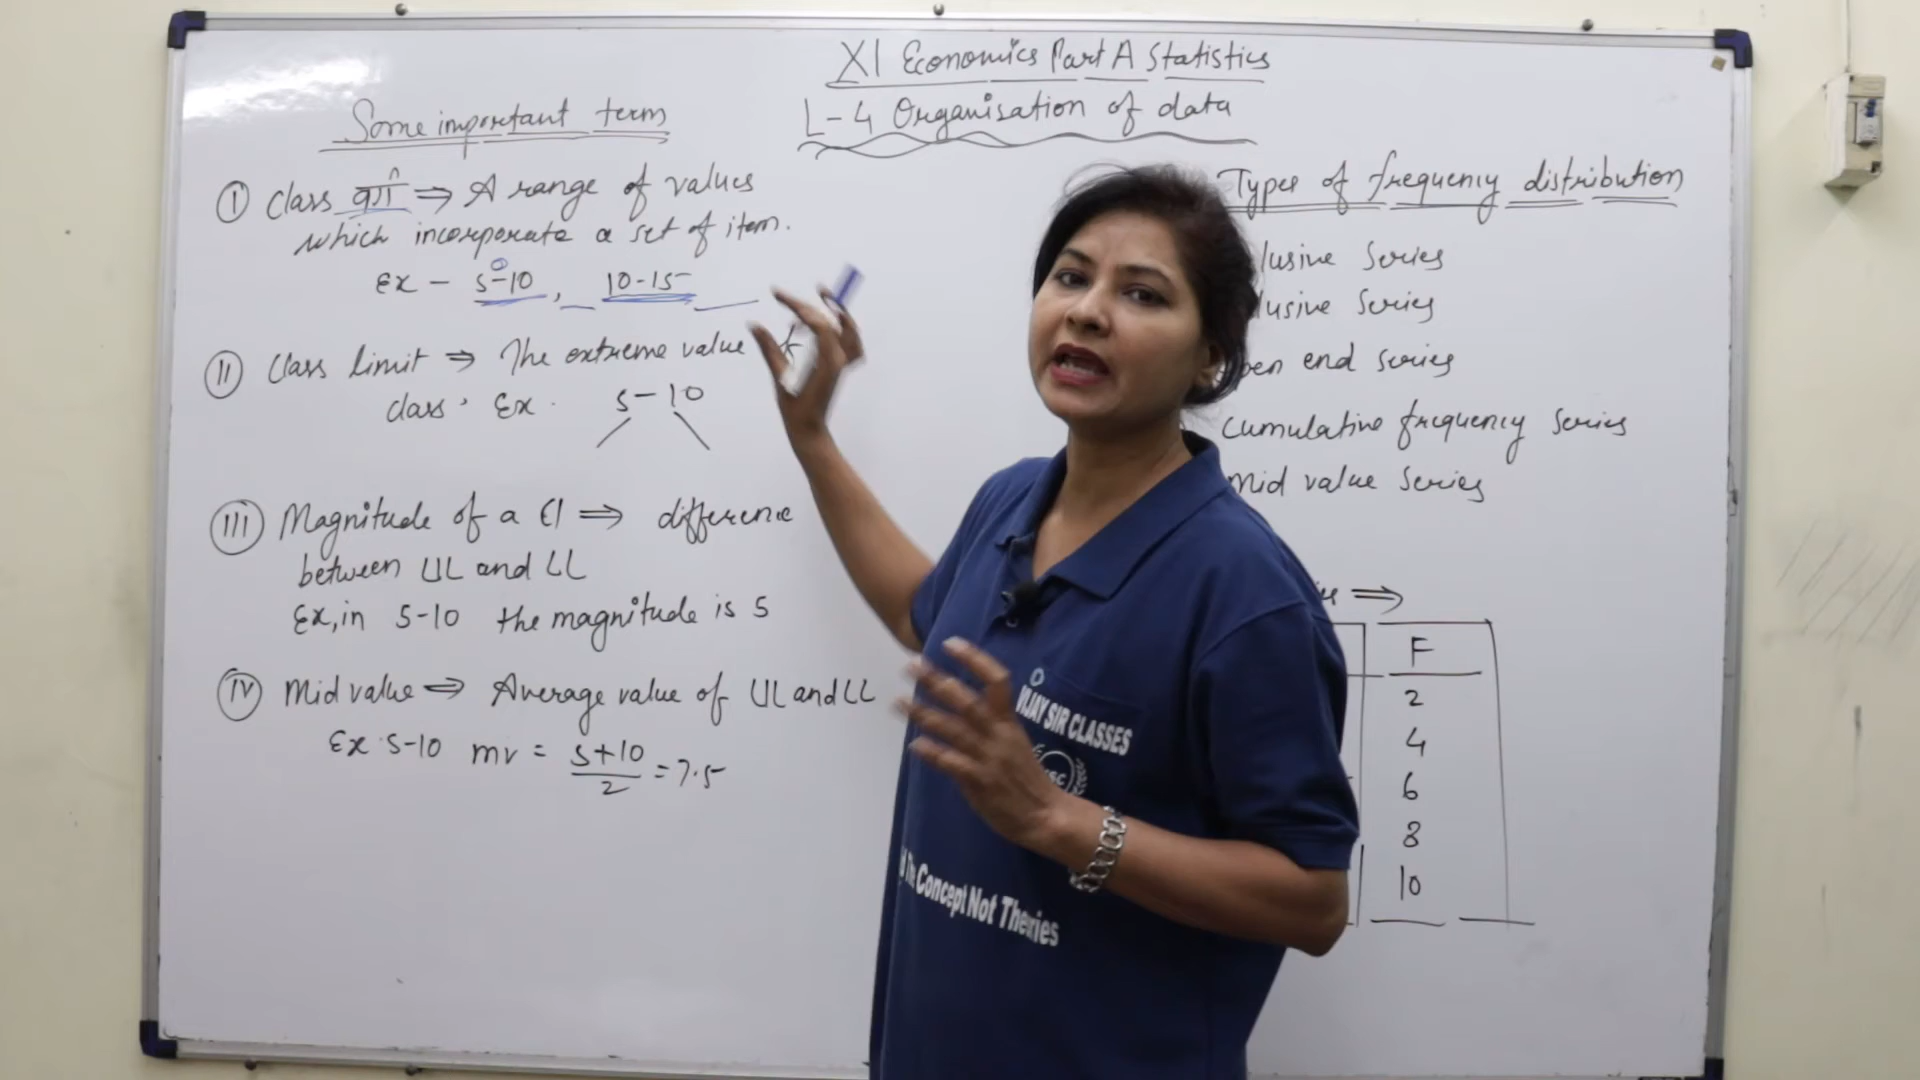 XI Economics Part A Statistics
L-4 Organisation of data
Some important term
I Class वर्ग ⇒ A range of values
which incorporate a set of item.
Ex - 5-10, 10-15
II Class limit ⇒ The extreme value of
class. Ex. 5-10
III Magnitude of a CI ⇒ difference
between UL and LL
Ex, in 5-10 the magnitude is 5
IV Mid value ⇒ Average value of UL and LL
Ex. 5-10 mv = 5+10
2
= 7.5
Types of frequency distribution
lusive Series
lusive Series
pen end series
cumulative frequency series
Mid value series
⇒
F
2
4
6
8
10
VIJAY SIR CLASSES
Concept Not Theories